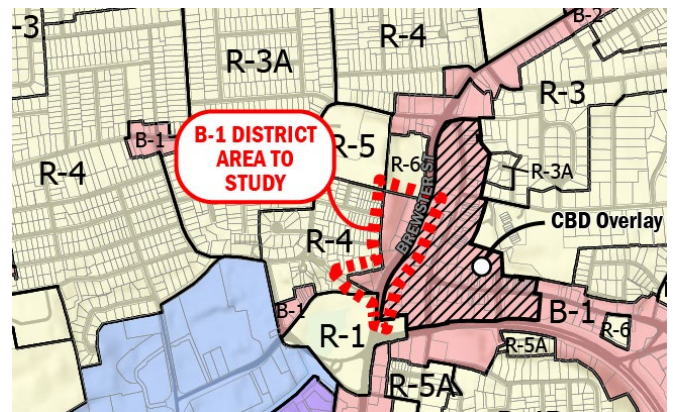 -3
R-4
B-2
R-3A
R-3
B-1
B-1 DISTRICT
AREA TO
STUDY
R-5
R-6
R-3A
R-4
BREWSTER ST
CBD Overlay
R-4
B-1
B-1
R-1
R-6
R-5A
R-5A